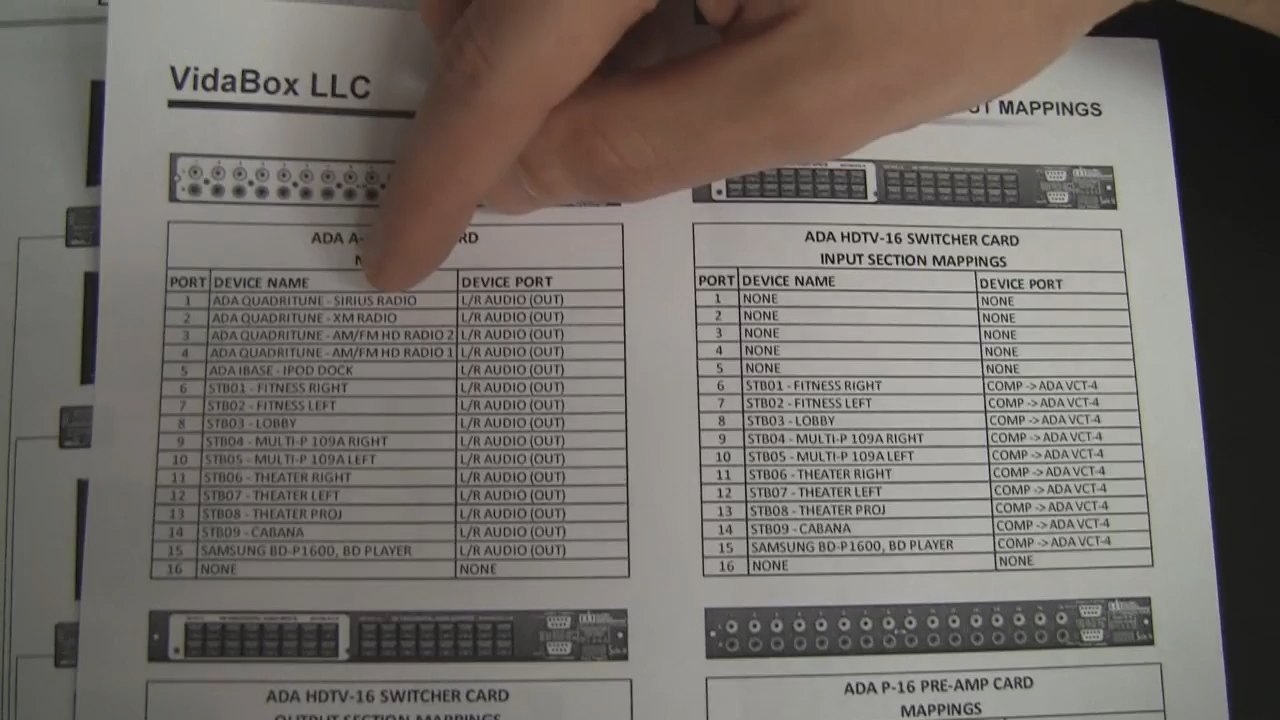 VidaBox LLC
MAPPINGS
ADA
PORT DEVICE NAME DEVICE PORT
1 ADA QUADRITUNE - SIRIUS RADIO L/R AUDIO (OUT)
2 ADA QUADRITUNE - XM RADIO L/R AUDIO (OUT)
3 ADA QUADRITUNE - AM/FM HD RADIO 2 L/R AUDIO (OUT)
4 ADA QUADRITUNE - AM/FM HD RADIO 1 L/R AUDIO (OUT)
5 ADA IBASE - IPOD DOCK L/R AUDIO (OUT)
6 STB01 - FITNESS RIGHT L/R AUDIO (OUT)
7 STB02 - FITNESS LEFT L/R AUDIO (OUT)
8 STB03 - LOBBY L/R AUDIO (OUT)
9 STB04 - MULTI-P 109A RIGHT L/R AUDIO (OUT)
10 STB05 - MULTI-P 109A LEFT L/R AUDIO (OUT)
11 STB06 - THEATER RIGHT L/R AUDIO (OUT)
12 STB07 - THEATER LEFT L/R AUDIO (OUT)
13 STB08 - THEATER PROJ L/R AUDIO (OUT)
14 STB09 - CABANA L/R AUDIO (OUT)
15 SAMSUNG BD-P1600, BD PLAYER L/R AUDIO (OUT)
16 NONE NONE
ADA HDTV-16 SWITCHER CARD
INPUT SECTION MAPPINGS
PORT DEVICE NAME DEVICE PORT
1 NONE NONE
2 NONE NONE
3 NONE NONE
4 NONE NONE
5 NONE NONE
6 STB01 - FITNESS RIGHT COMP -> ADA VCT-4
7 STB02 - FITNESS LEFT COMP -> ADA VCT-4
8 STB03 - LOBBY COMP -> ADA VCT-4
9 STB04 - MULTI-P 109A RIGHT COMP -> ADA VCT-4
10 STB05 - MULTI-P 109A LEFT COMP -> ADA VCT-4
11 STB06 - THEATER RIGHT COMP -> ADA VCT-4
12 STB07 - THEATER LEFT COMP -> ADA VCT-4
13 STB08 - THEATER PROJ COMP -> ADA VCT-4
14 STB09 - CABANA COMP -> ADA VCT-4
15 SAMSUNG BD-P1600, BD PLAYER COMP -> ADA VCT-4
16 NONE NONE
ADA HDTV-16 SWITCHER CARD
OUTPUT SECTION MAPPINGS
ADA P-16 PRE-AMP CARD
MAPPINGS